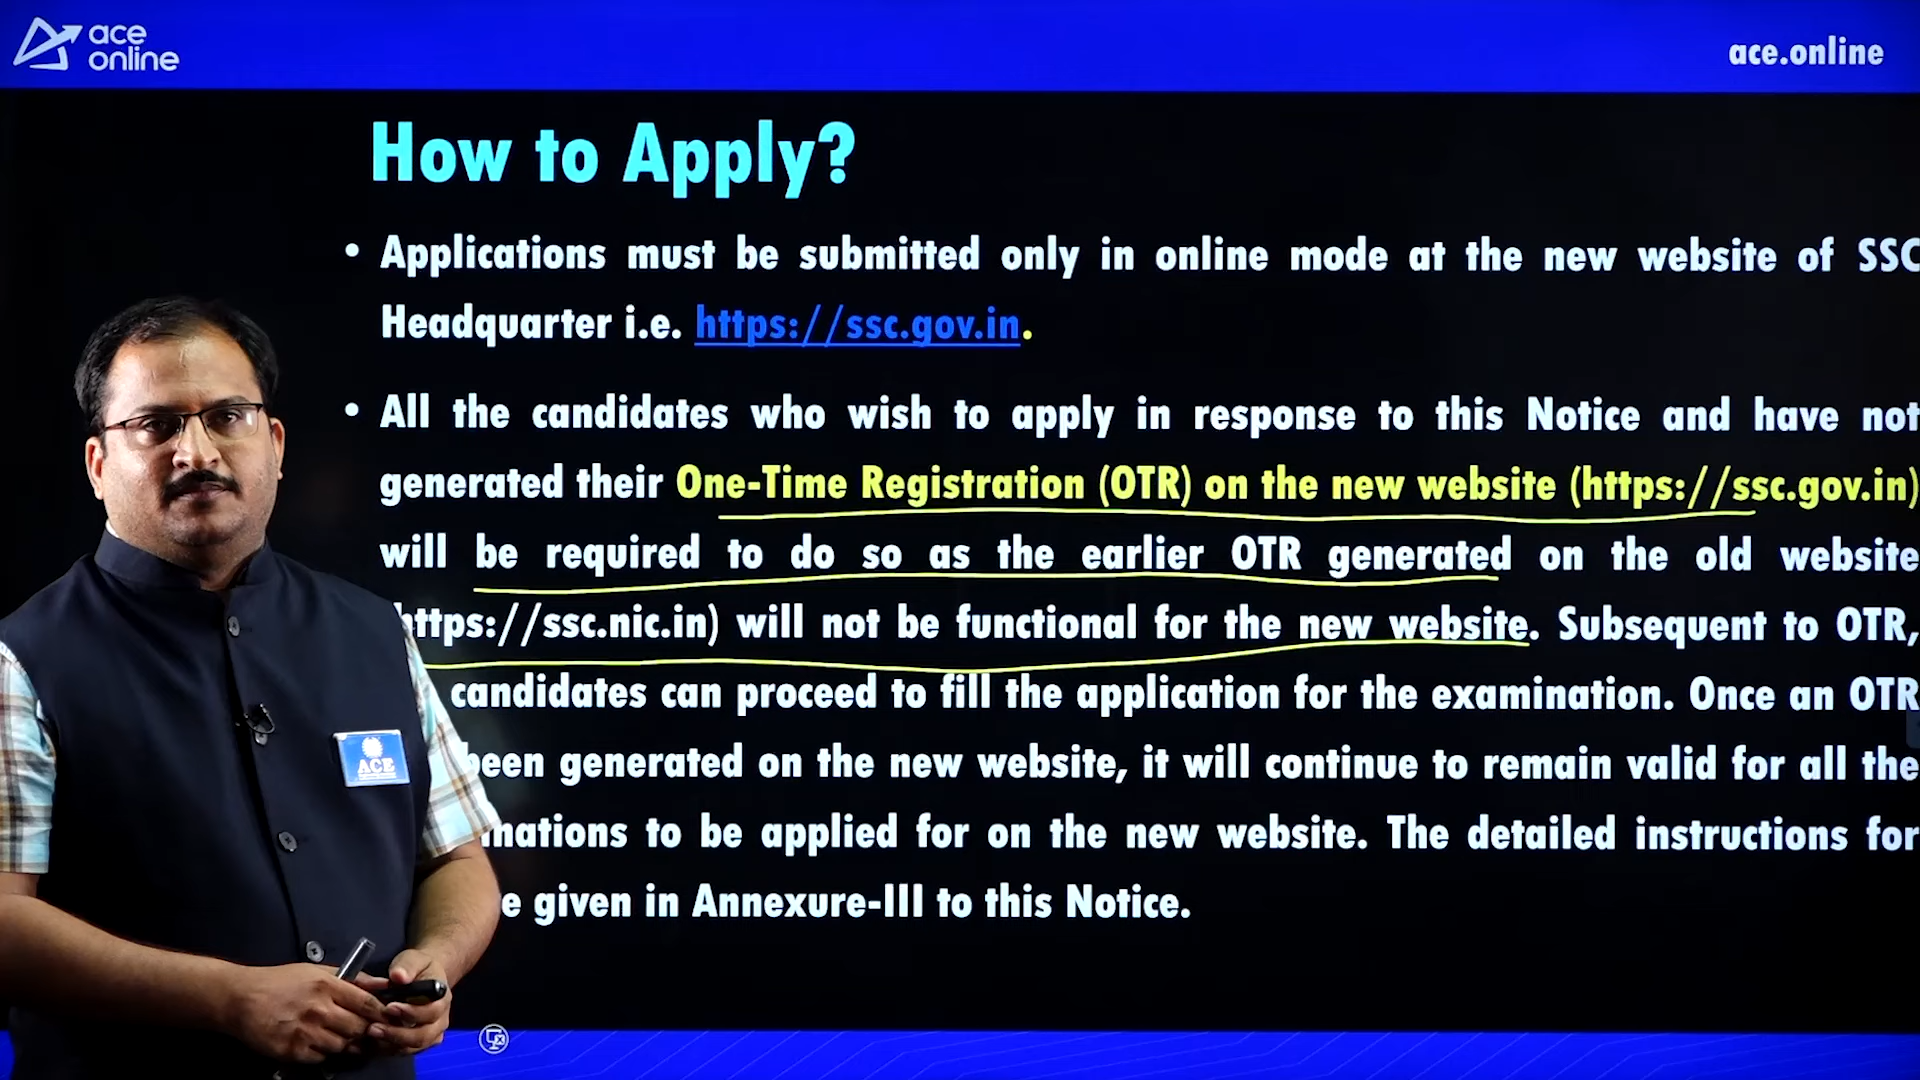 ace
online
ace.online
How to Apply?
• Applications must be submitted only in online mode at the new website of SSC
Headquarter i.e. https://ssc.gov.in.
• All the candidates who wish to apply in response to this Notice and have not
generated their One-Time Registration (OTR) on the new website (https://ssc.gov.in)
will be required to do so as the earlier OTR generated on the old website
https://ssc.nic.in) will not be functional for the new website. Subsequent to OTR,
candidates can proceed to fill the application for the examination. Once an OTR
been generated on the new website, it will continue to remain valid for all the
to be applied for on the new website. The detailed instructions for
given in Annexure-III to this Notice.
ACE